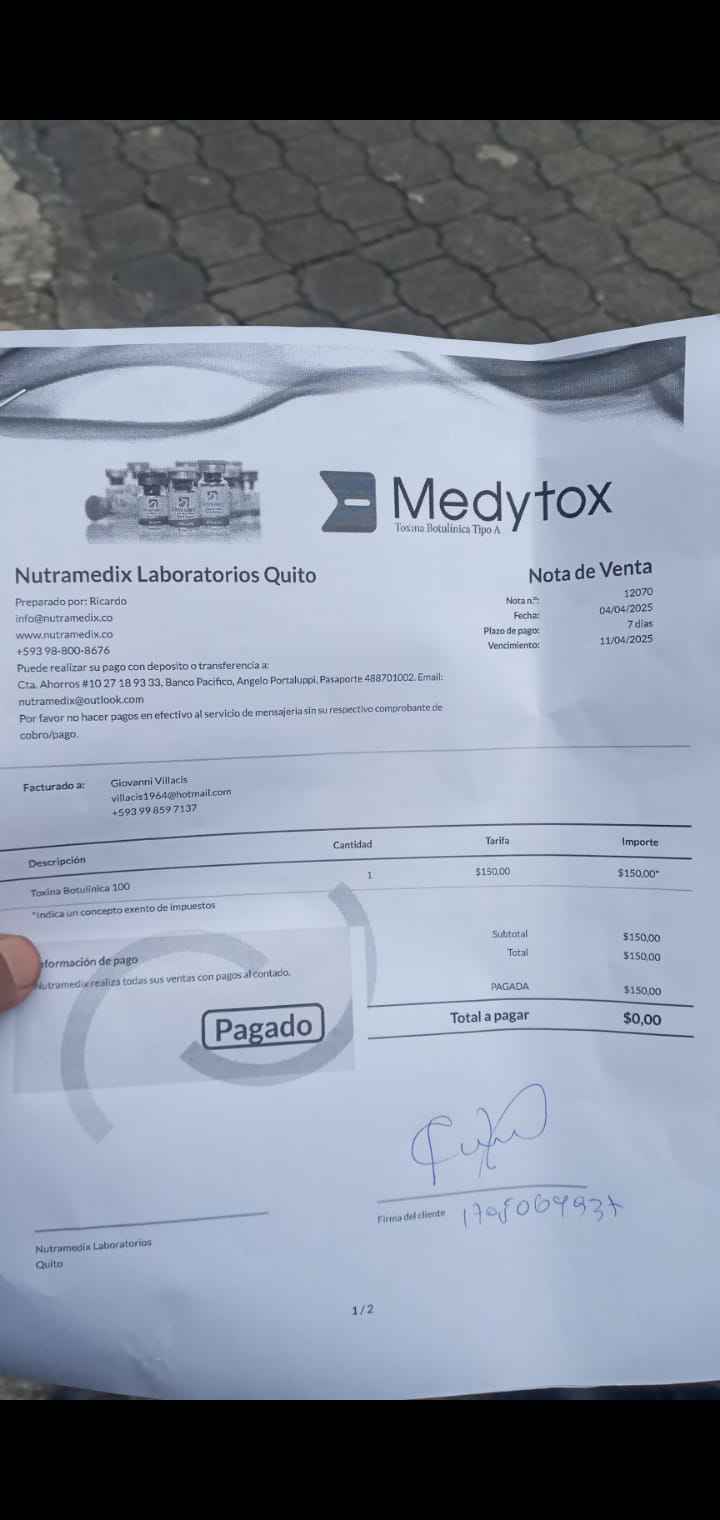 Medytox
Toxina Botulínica Tipo A
Nutramedix Laboratorios Quito
Preparado por: Ricardo
info@nutramedix.co
www.nutramedix.co
+593 98-800-8676
Puede realizar su pago con deposito o transferencia a:
Cta. Ahorros #10 27 18 93 33, Banco Pacifico, Angelo Portaluppi, Pasaporte 488701002. Email:
nutramedix@outlook.com
Por favor no hacer pagos en efectivo al servicio de mensajería sin su respectivo comprobante de
cobro/pago.
Nota de Venta
Nota n.º: 12070
Fecha: 04/04/2025
Plazo de pago: 7 días
Vencimiento: 11/04/2025
Facturado a: Giovanni Villacis
villacis1964@hotmail.com
+593 99 859 7137
Descripción Cantidad Tarifa Importe
Toxina Botulínica 100 1 $150,00 $150,00*
*Indica un concepto exento de impuestos
Subtotal $150,00
Total $150,00
PAGADA $150,00
Total a pagar $0,00
formación de pago
Nutramedix realiza todas sus ventas con pagos al contado.
Pagado
Firma del cliente
Nutramedix Laboratorios
Quito
1/2